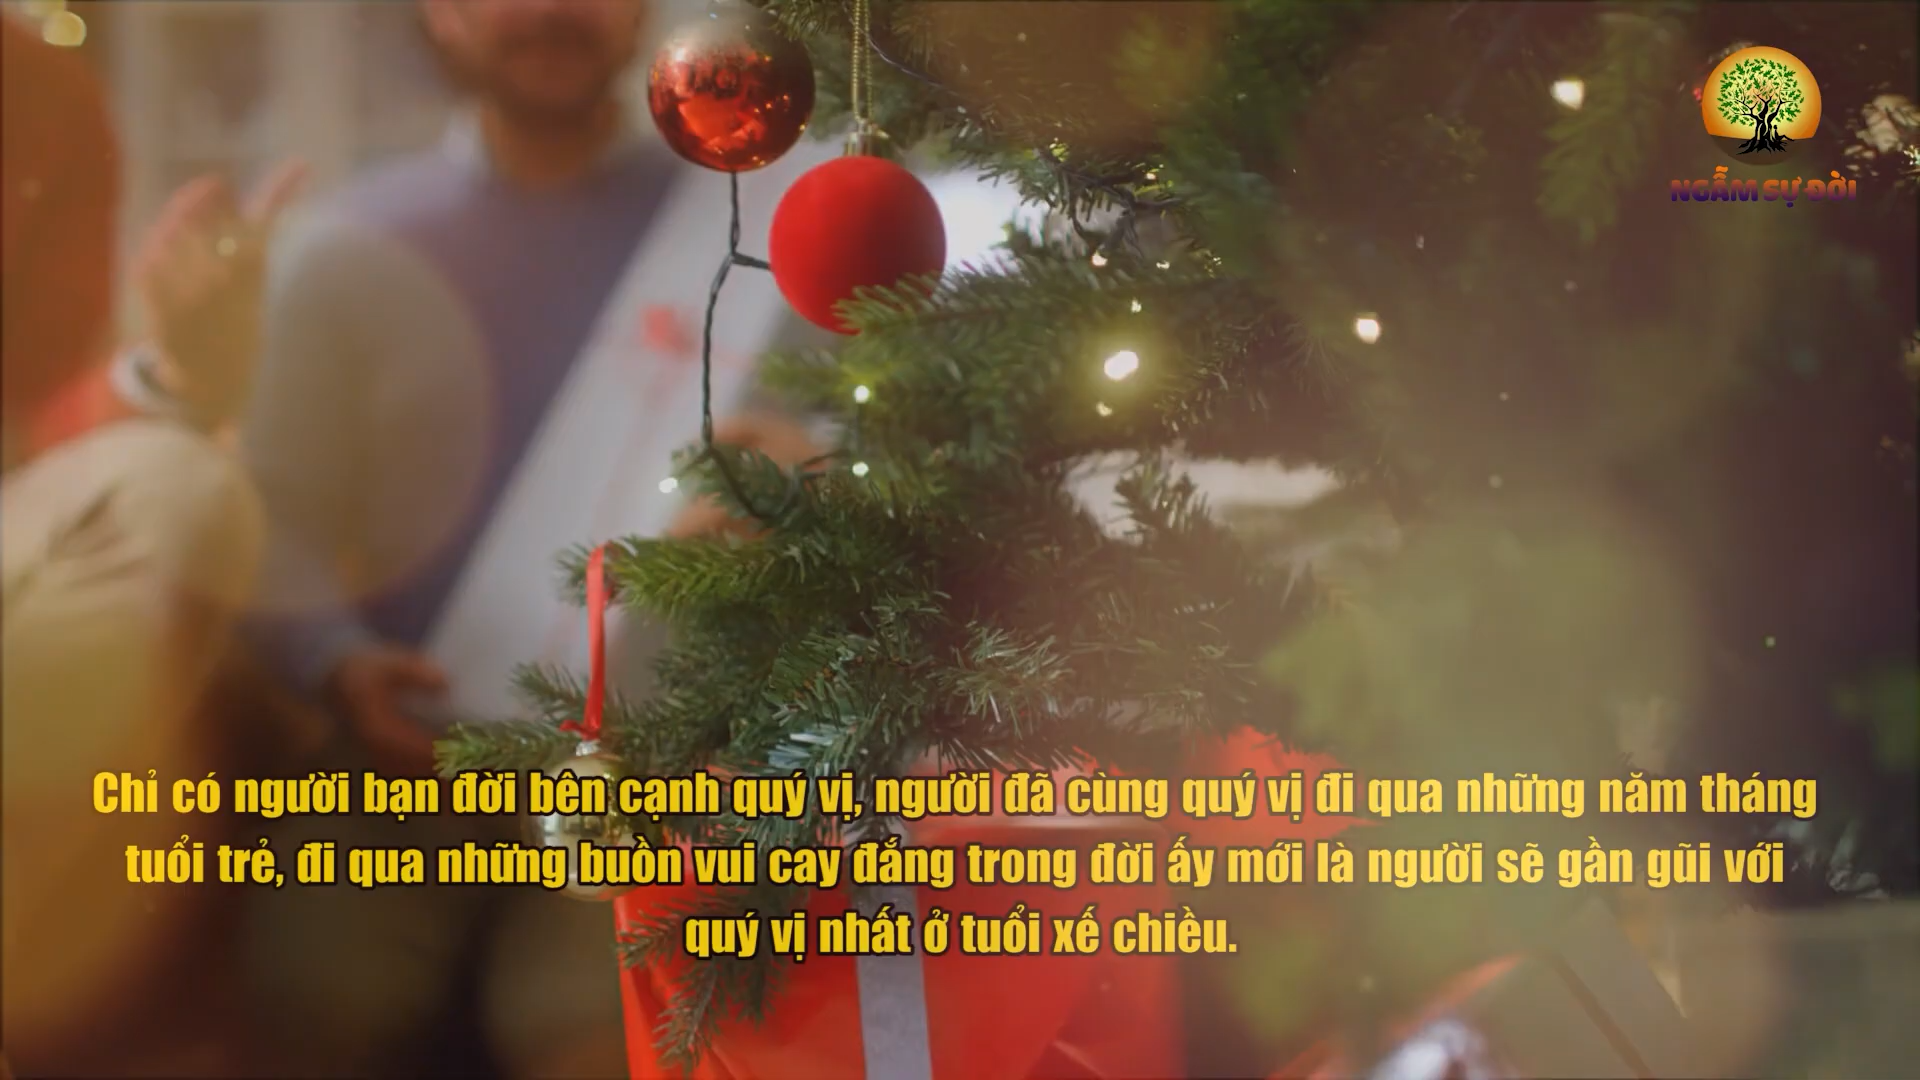 NGẪM SỰ ĐỜI
Chỉ có người bạn đời bên cạnh quý vị, người đã cùng quý vị đi qua những năm tháng
tuổi trẻ, đi qua những buồn vui cay đắng trong đời ấy mới là người sẽ gần gũi với
quý vị nhất ở tuổi xế chiều.